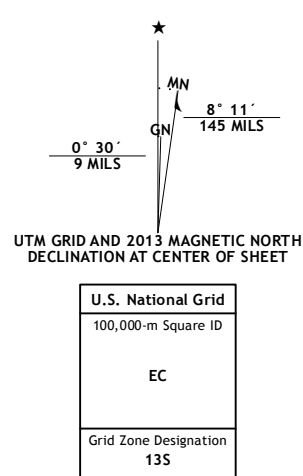 MN
GN
8° 11´
145 MILS
0° 30´
9 MILS
UTM GRID AND 2013 MAGNETIC NORTH
DECLINATION AT CENTER OF SHEET
U.S. National Grid
100,000-m Square ID
EC
Grid Zone Designation
13S